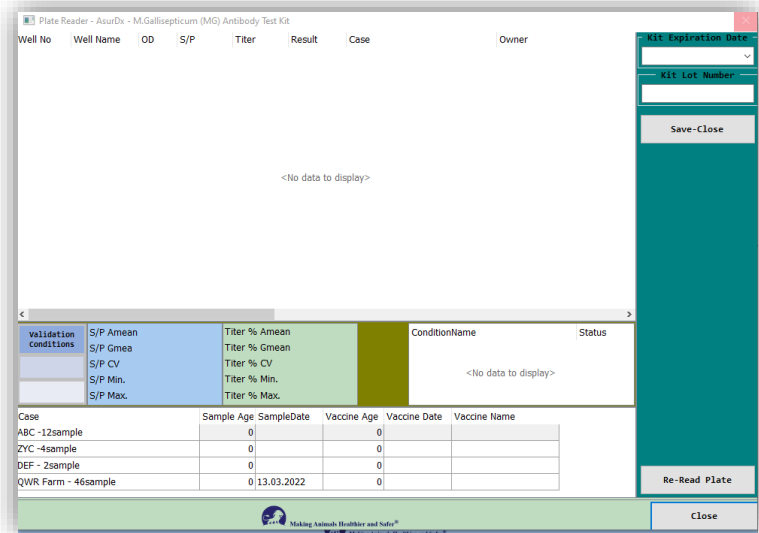 Plate Reader - AsurDx - M.Gallisepticum (MG) Antibody Test Kit
Well No Well Name OD S/P Titer Result Case Owner
<No data to display>
Kit Expiration Date
Kit Lot Number
Save-Close
Validation Conditions
S/P Amean
S/P Gmea
S/P CV
S/P Min.
S/P Max.
Titer % Amean
Titer % Gmean
Titer % CV
Titer % Min.
Titer % Max.
ConditionName Status
<No data to display>
Case Sample Age SampleDate Vaccine Age Vaccine Date Vaccine Name
ABC -12sample 0 0
ZYC -4sample 0 0
DEF - 2sample 0 0
QWR Farm - 46sample 0 13.03.2022 0
Re-Read Plate
Making Animals Healthier and Safer®
Close